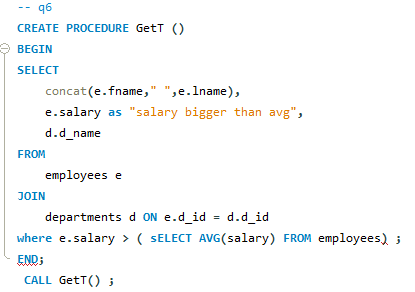 -- q6
CREATE PROCEDURE GetT ()
BEGIN
SELECT
concat(e.fname," ",e.lname),
e.salary as "salary bigger than avg",
d.d_name
FROM
employees e
JOIN
departments d ON e.d_id = d.d_id
where e.salary > ( sELECT AVG(salary) FROM employees) ;
END;
CALL GetT() ;